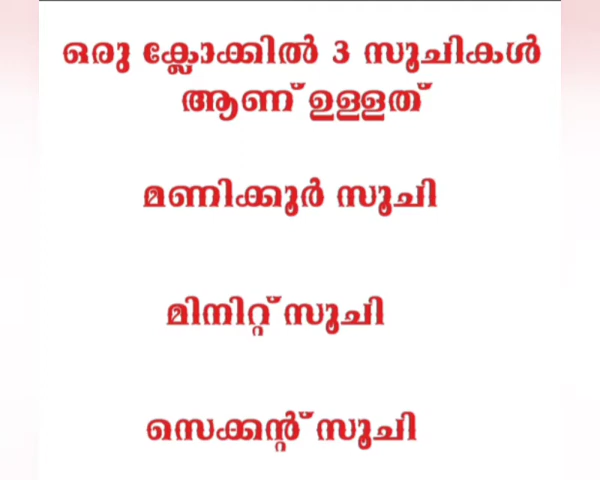 ഒരു ക്ലോക്കിൽ 3 സൂചികൾ
ആണ് ഉള്ളത്
മണിക്കൂർ സൂചി
മിനിറ്റ് സൂചി
സെക്കന്റ് സൂചി